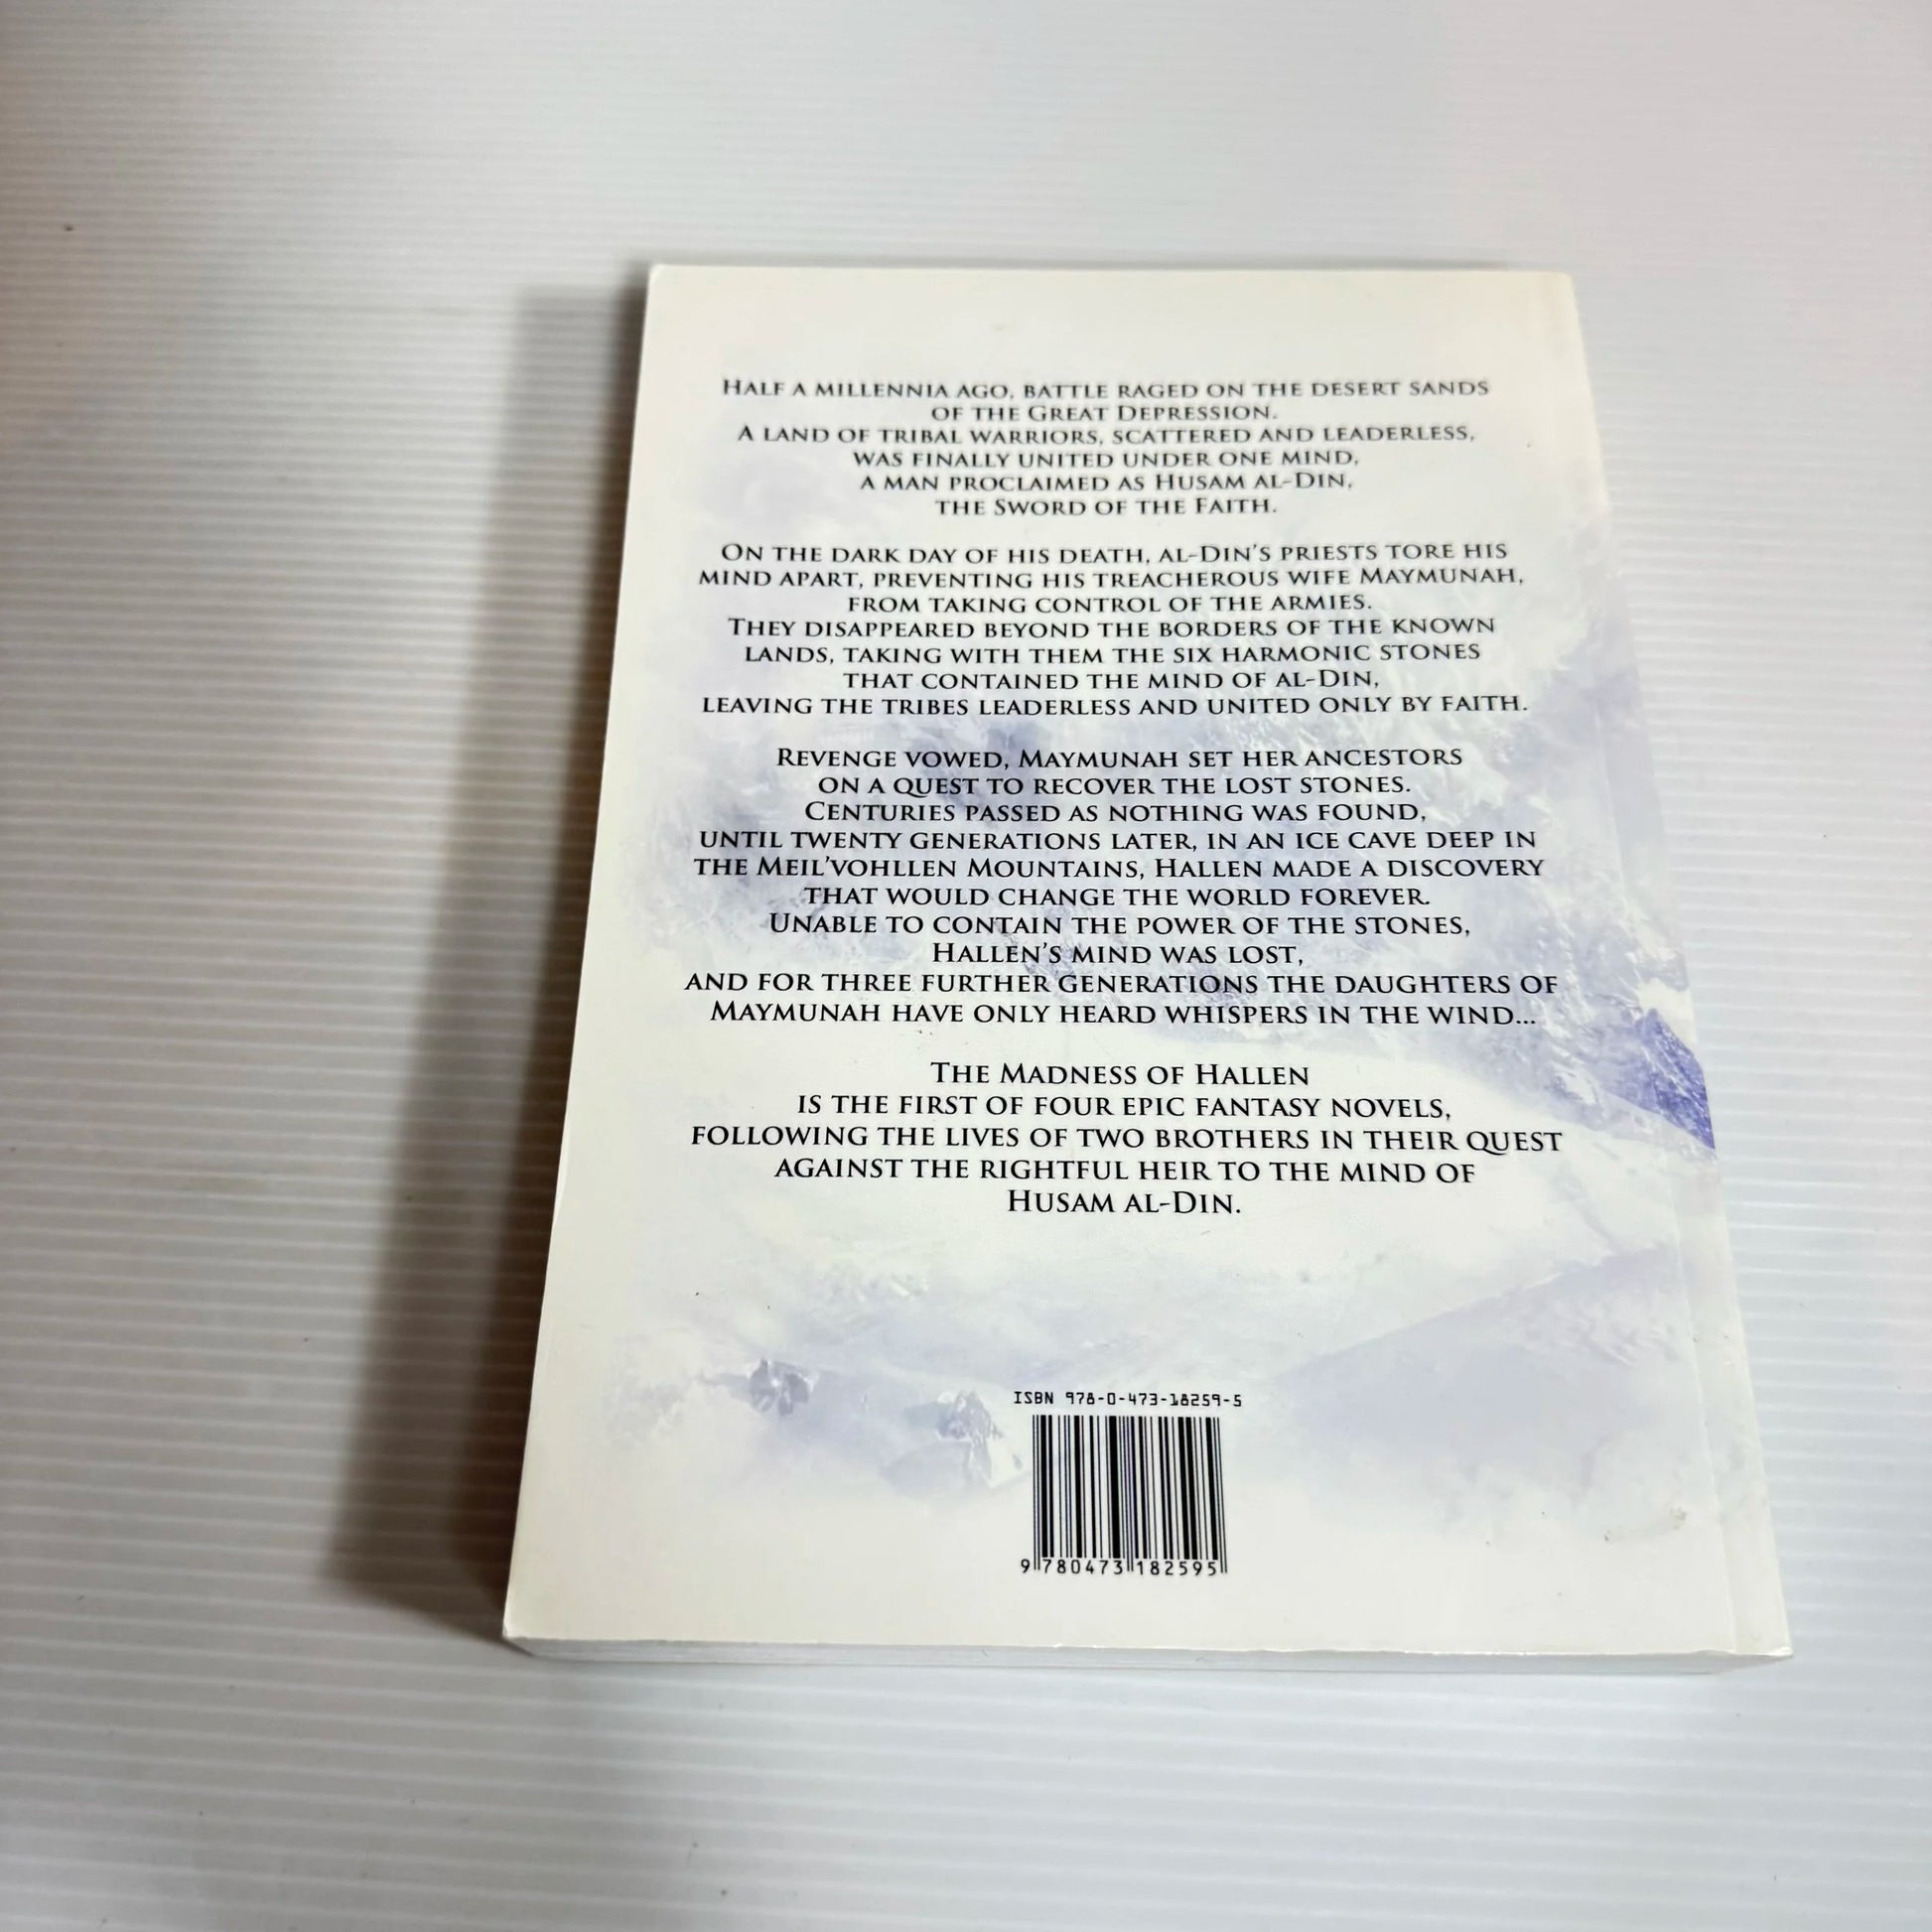 Half a millennia ago, battle raged on the desert sands
of the Great Depression.
A land of tribal warriors, scattered and leaderless,
was finally united under one mind,
a man proclaimed as Husam al-Din,
the Sword of the Faith.
On the dark day of his death, al-Din's priests tore his
mind apart, preventing his treacherous wife Maymunah,
from taking control of the armies.
They disappeared beyond the borders of the known
lands, taking with them the six harmonic stones
that contained the mind of al-Din,
leaving the tribes leaderless and united only by faith.
Revenge vowed, Maymunah set her ancestors
on a quest to recover the lost stones.
Centuries passed as nothing was found,
until twenty generations later, in an ice cave deep in
the Meil'vohllen Mountains, Hallen made a discovery
that would change the world forever.
Unable to contain the power of the stones,
Hallen's mind was lost,
and for three further generations the daughters of
Maymunah have only heard whispers in the wind...
The Madness of Hallen
is the first of four epic fantasy novels,
following the lives of two brothers in their quest
against the rightful heir to the mind of
Husam al-Din.
ISBN 978-0-473-18259-5
9 780473 182595